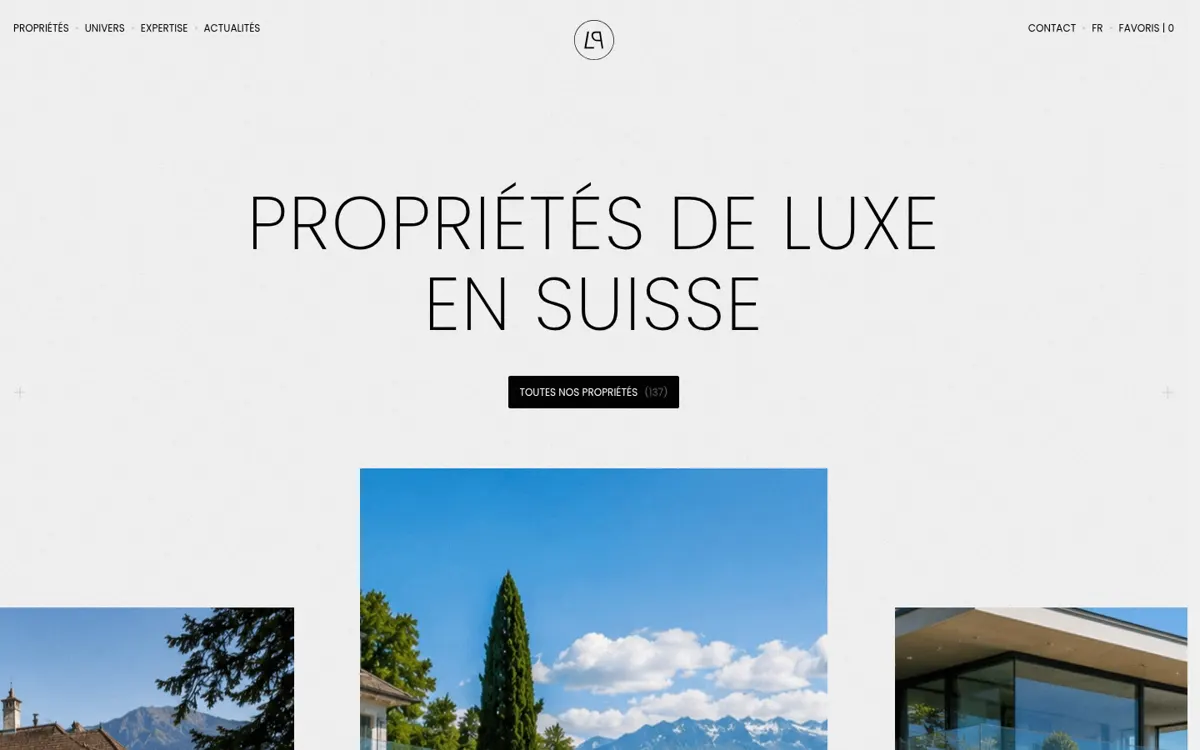 PROPRIÉTÉS - UNIVERS - EXPERTISE - ACTUALITÉS
LP
CONTACT - FR - FAVORIS | 0
PROPRIÉTÉS DE LUXE
EN SUISSE
TOUTES NOS PROPRIÉTÉS (137)